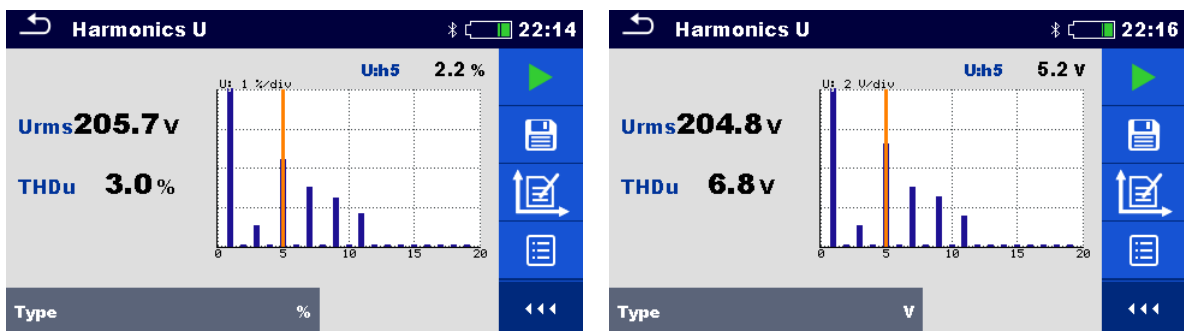 Harmonics U
22:14
U:h5 2.2 %
U: 1 %/div
Urms 205.7 V
THDu 3.0 %
0 5 10 15 20
Type %
Harmonics U
22:16
U:h5 5.2 V
U: 2 V/div
Urms 204.8 V
THDu 6.8 V
0 5 10 15 20
Type V